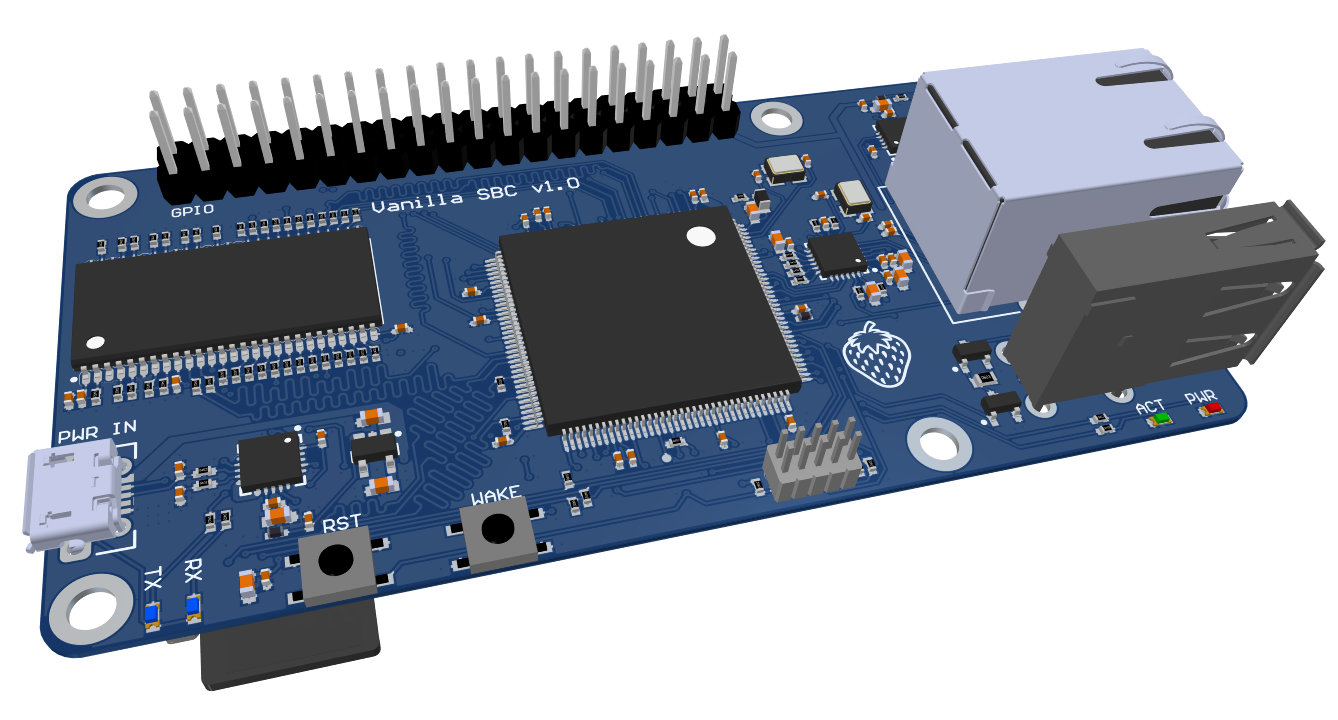 GPIO
Vanilla SBC v1.0
PWR IN
WAKE
RST
TX
RX
ACT
PWR